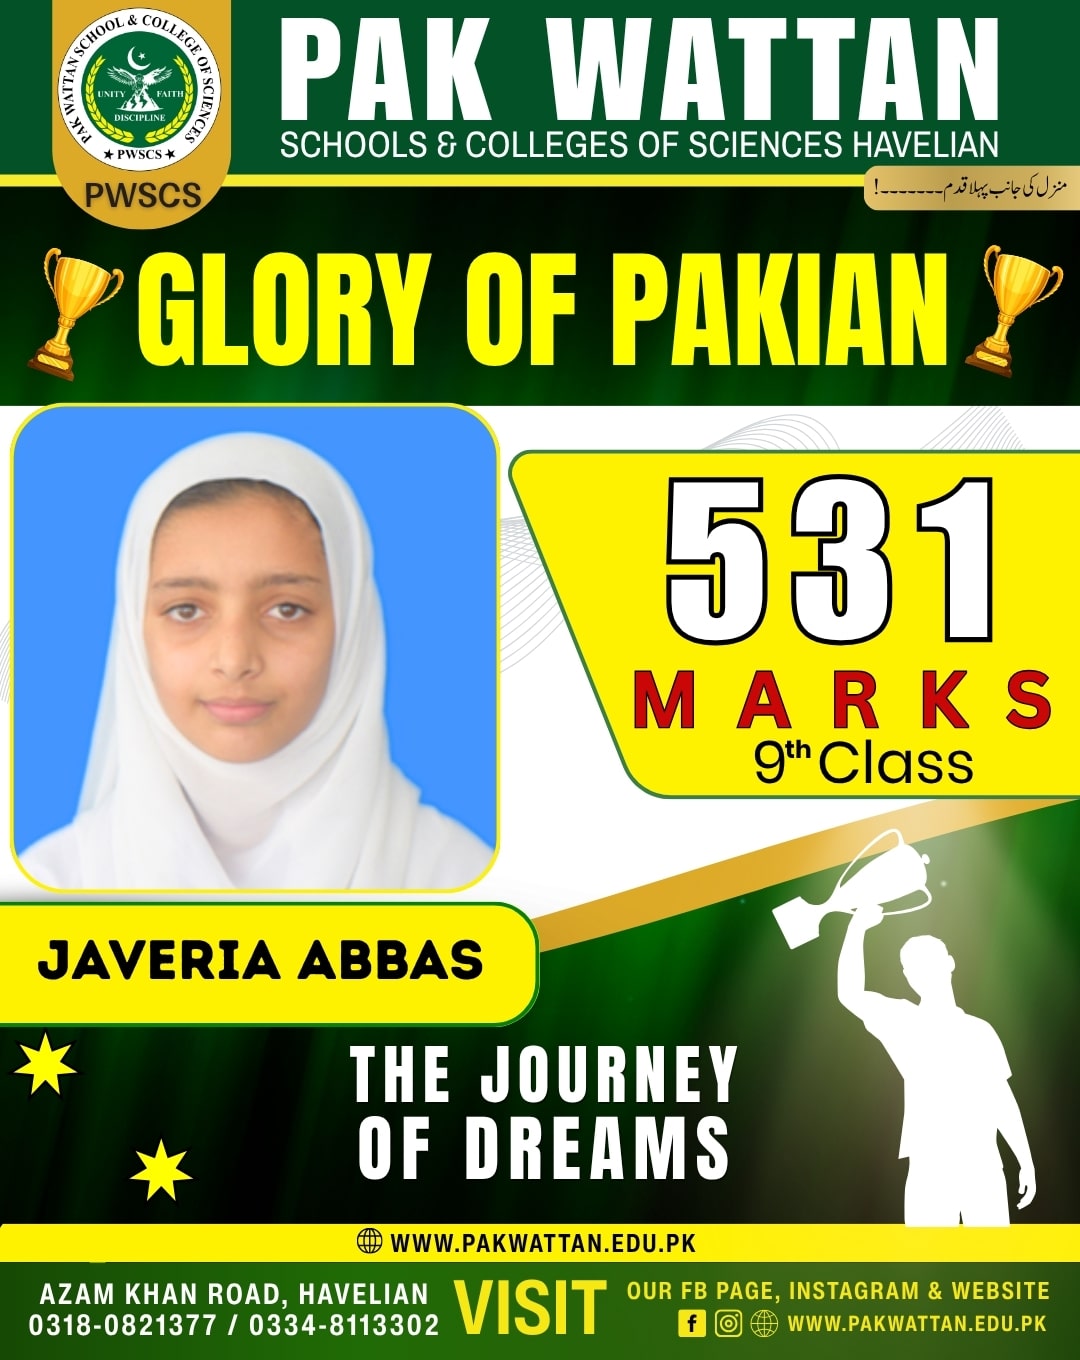 PAK WATTAN SCHOOL & COLLEGE OF SCIENCES
UNITY FAITH
DISCIPLINE
★ PWSCS ★
PWSCS
PAK WATTAN
SCHOOLS & COLLEGES OF SCIENCES HAVELIAN
منزل کی جانب پہلا قدم-------!
GLORY OF PAKIAN
531
MARKS
9th Class
JAVERIA ABBAS
THE JOURNEY
OF DREAMS
WWW.PAKWATTAN.EDU.PK
AZAM KHAN ROAD, HAVELIAN
0318-0821377 / 0334-8113302
VISIT
OUR FB PAGE, INSTAGRAM & WEBSITE
WWW.PAKWATTAN.EDU.PK